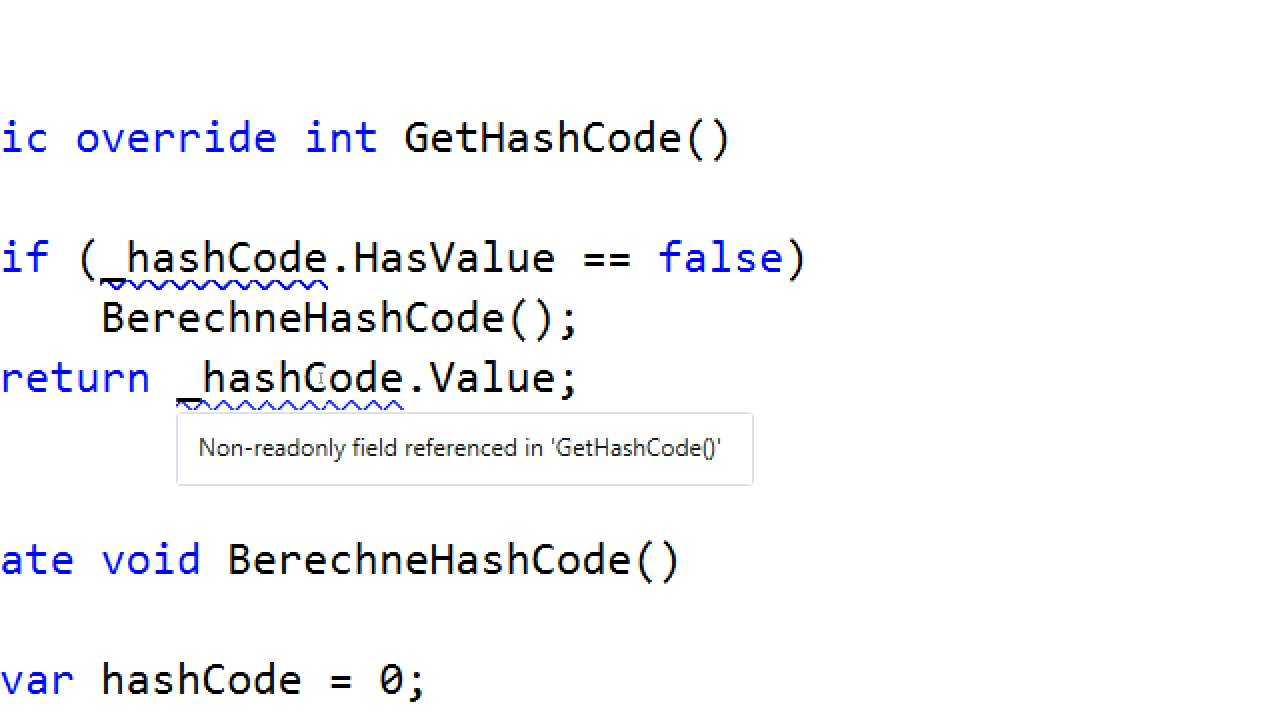 ic override int GetHashCode()
if (_hashCode.HasValue == false)
BerechneHashCode();
return _hashCode.Value;
Non-readonly field referenced in 'GetHashCode()'
ate void BerechneHashCode()
var hashCode = 0;